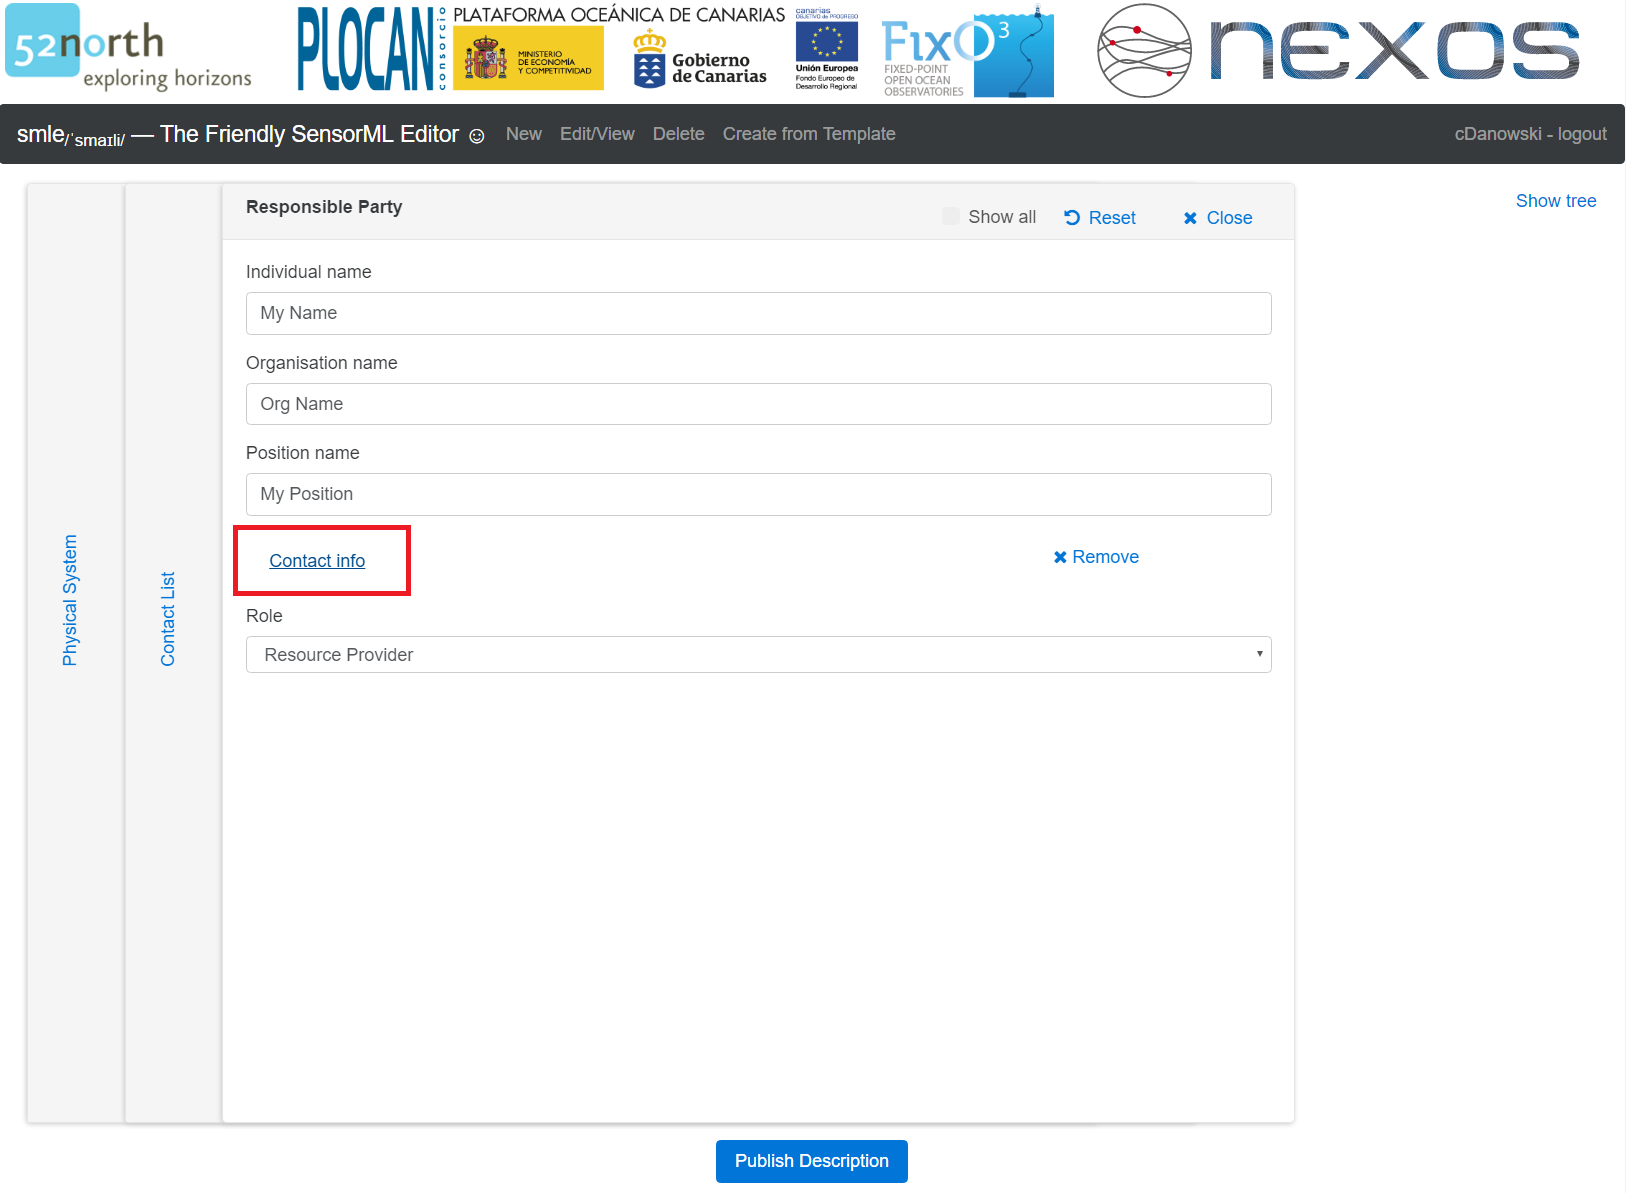 52north
exploring horizons
PLOCAN
consorcio
PLATAFORMA OCEÁNICA DE CANARIAS
MINISTERIO
DE ECONOMÍA
Y COMPETITIVIDAD
Gobierno
de Canarias
canarias
OBJETIVO DE PROGRESO
Unión Europea
Fondo Europeo de
Desarrollo Regional
FixO3
FIXED-POINT
OPEN OCEAN
OBSERVATORIES
nexos
smle/ˈsmaɪli/ — The Friendly SensorML Editor ☺
New
Edit/View
Delete
Create from Template
cDanowski - logout
Physical System
Contact List
Responsible Party
Show all
Reset
Close
Show tree
Individual name
My Name
Organisation name
Org Name
Position name
My Position
Contact info
Remove
Role
Resource Provider
Publish Description